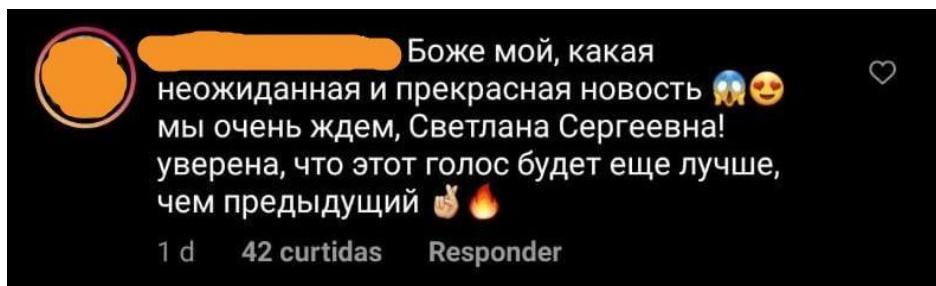 Боже мой, какая
неожиданная и прекрасная новость 😱😍
мы очень ждем, Светлана Сергеевна!
уверена, что этот голос будет еще лучше,
чем предыдущий 🤞🏻🔥
1 d 42 curtidas Responder